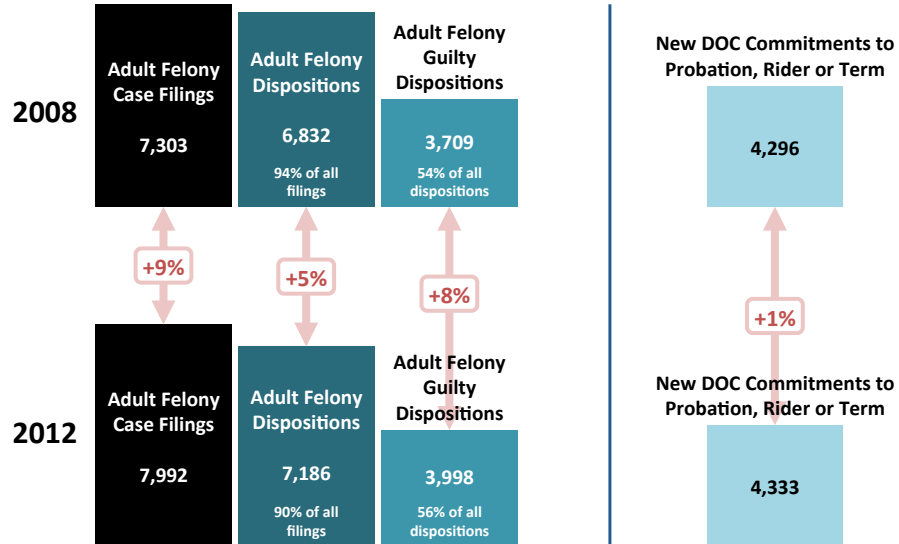 2008
Adult Felony
Case Filings
7,303
Adult Felony
Dispositions
6,832
94% of all
filings
Adult Felony
Guilty
Dispositions
3,709
54% of all
dispositions
New DOC Commitments to
Probation, Rider or Term
4,296
+9%
+5%
+8%
+1%
2012
Adult Felony
Case Filings
7,992
Adult Felony
Dispositions
7,186
90% of all
filings
Adult Felony
Guilty
Dispositions
3,998
56% of all
dispositions
New DOC Commitments to
Probation, Rider or Term
4,333